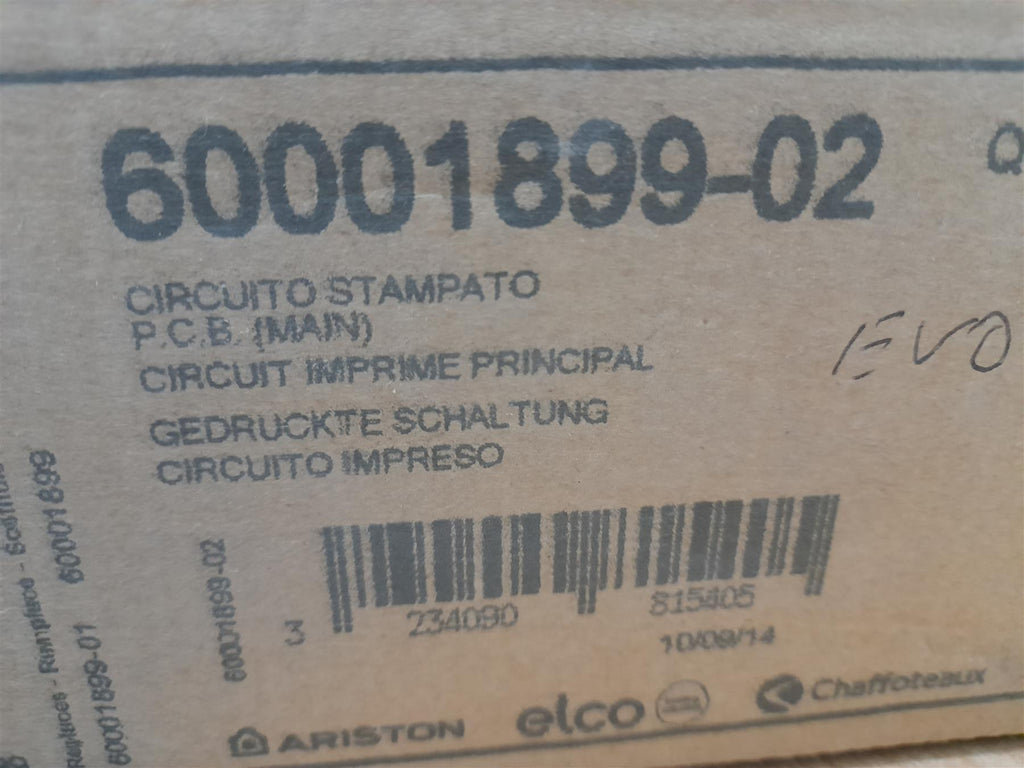 60001899-02
Q
CIRCUITO STAMPATO
P.C.B. (MAIN)
CIRCUIT IMPRIME PRINCIPAL
GEDRUCKTE SCHALTUNG
CIRCUITO IMPRESO
EVO
60001899-02
3 234090 815405
10/09/14
Replaces - Remplace -
60001899-01 60001899
ARISTON
elco
Chaffoteaux